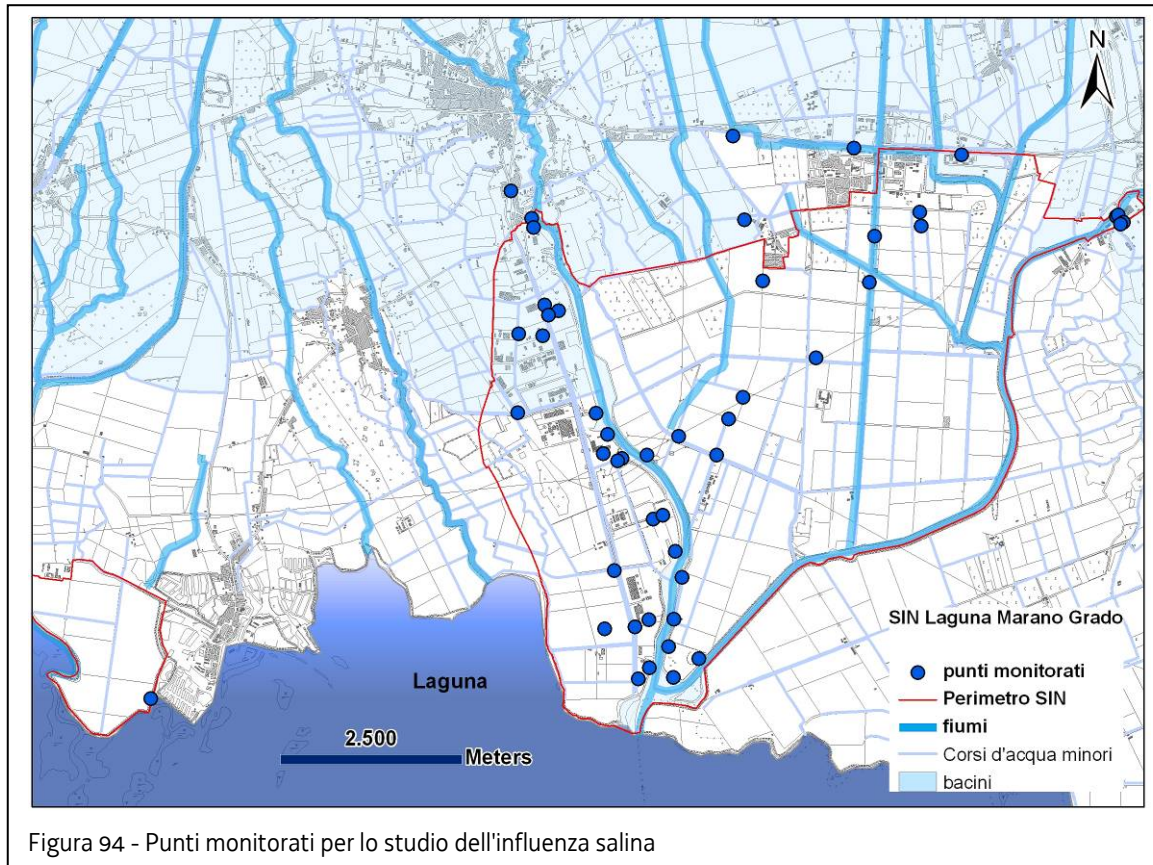 N
Laguna
2.500
Meters
SIN Laguna Marano Grado
punti monitorati
Perimetro SIN
fiumi
Corsi d'acqua minori
bacini
Figura 94 - Punti monitorati per lo studio dell'influenza salina